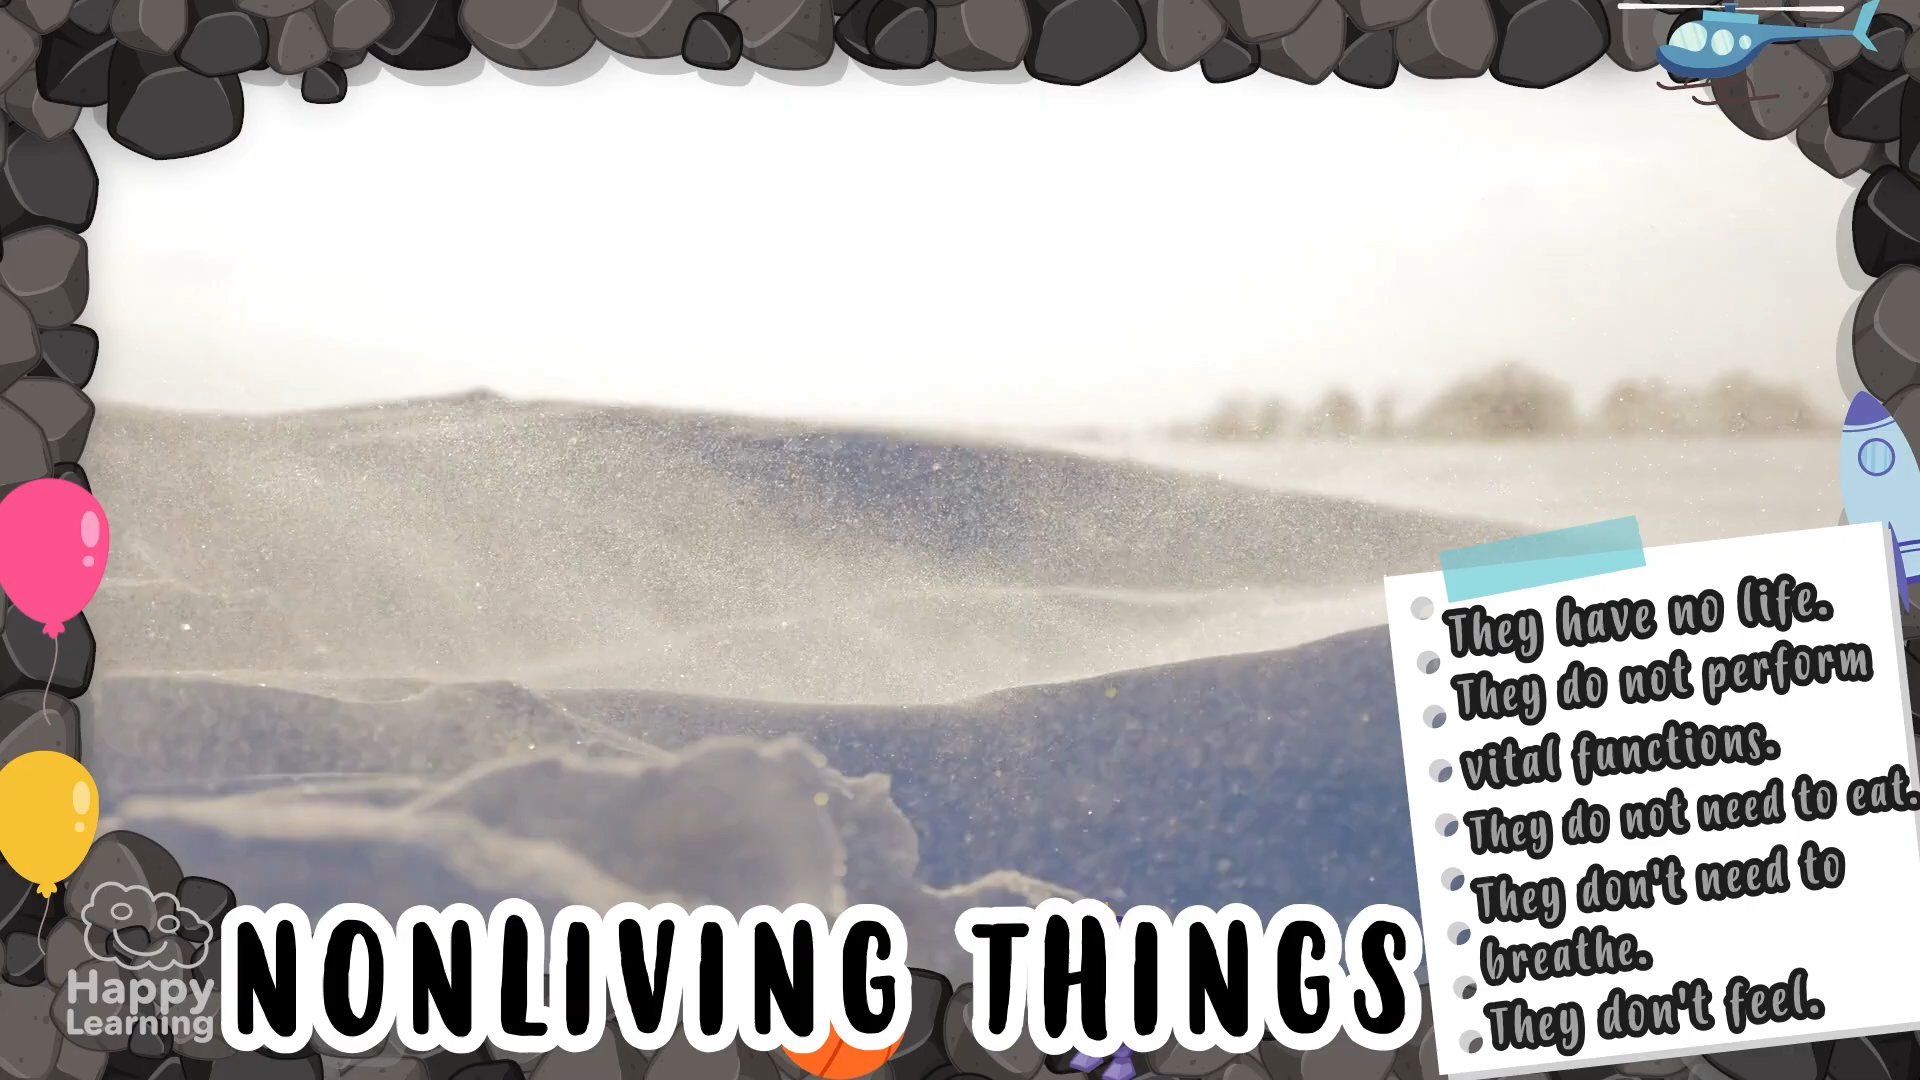 They have no life.
They do not perform
vital functions.
They do not need to eat.
They don't need to
breathe.
They don't feel.
NONLIVING THINGS
Happy
Learning